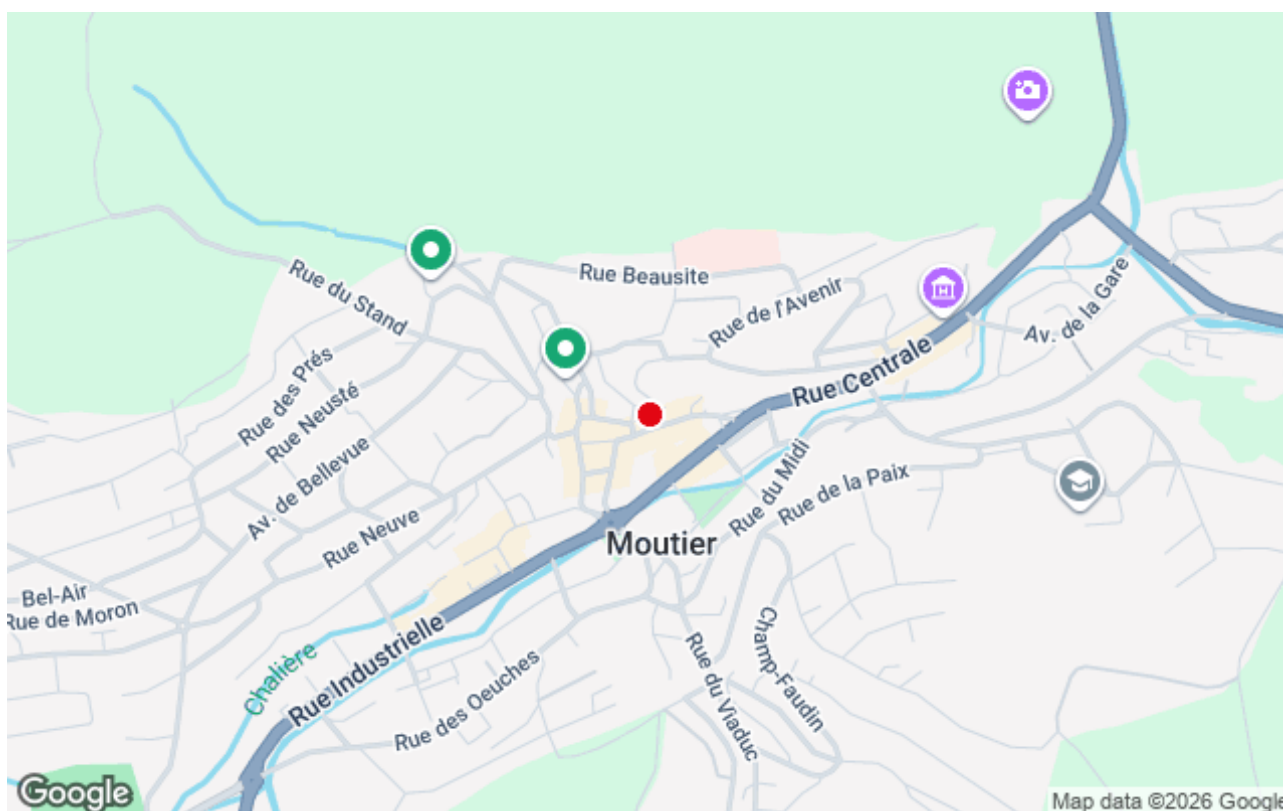 Rue Beausite
Rue du Stand
Rue de l'Avenir
Av. de la Gare
Rue Centrale
Rue des Prés
Rue Neusté
Av. de Bellevue
Rue du Midi
Rue de la Paix
Rue Neuve
Moutier
Bel-Air
Rue de Moron
Chalière
Rue Industrielle
Rue des Oeuches
Rue du Viaduc
Champ-Faudin
H
Google
Map data ©2026 Google